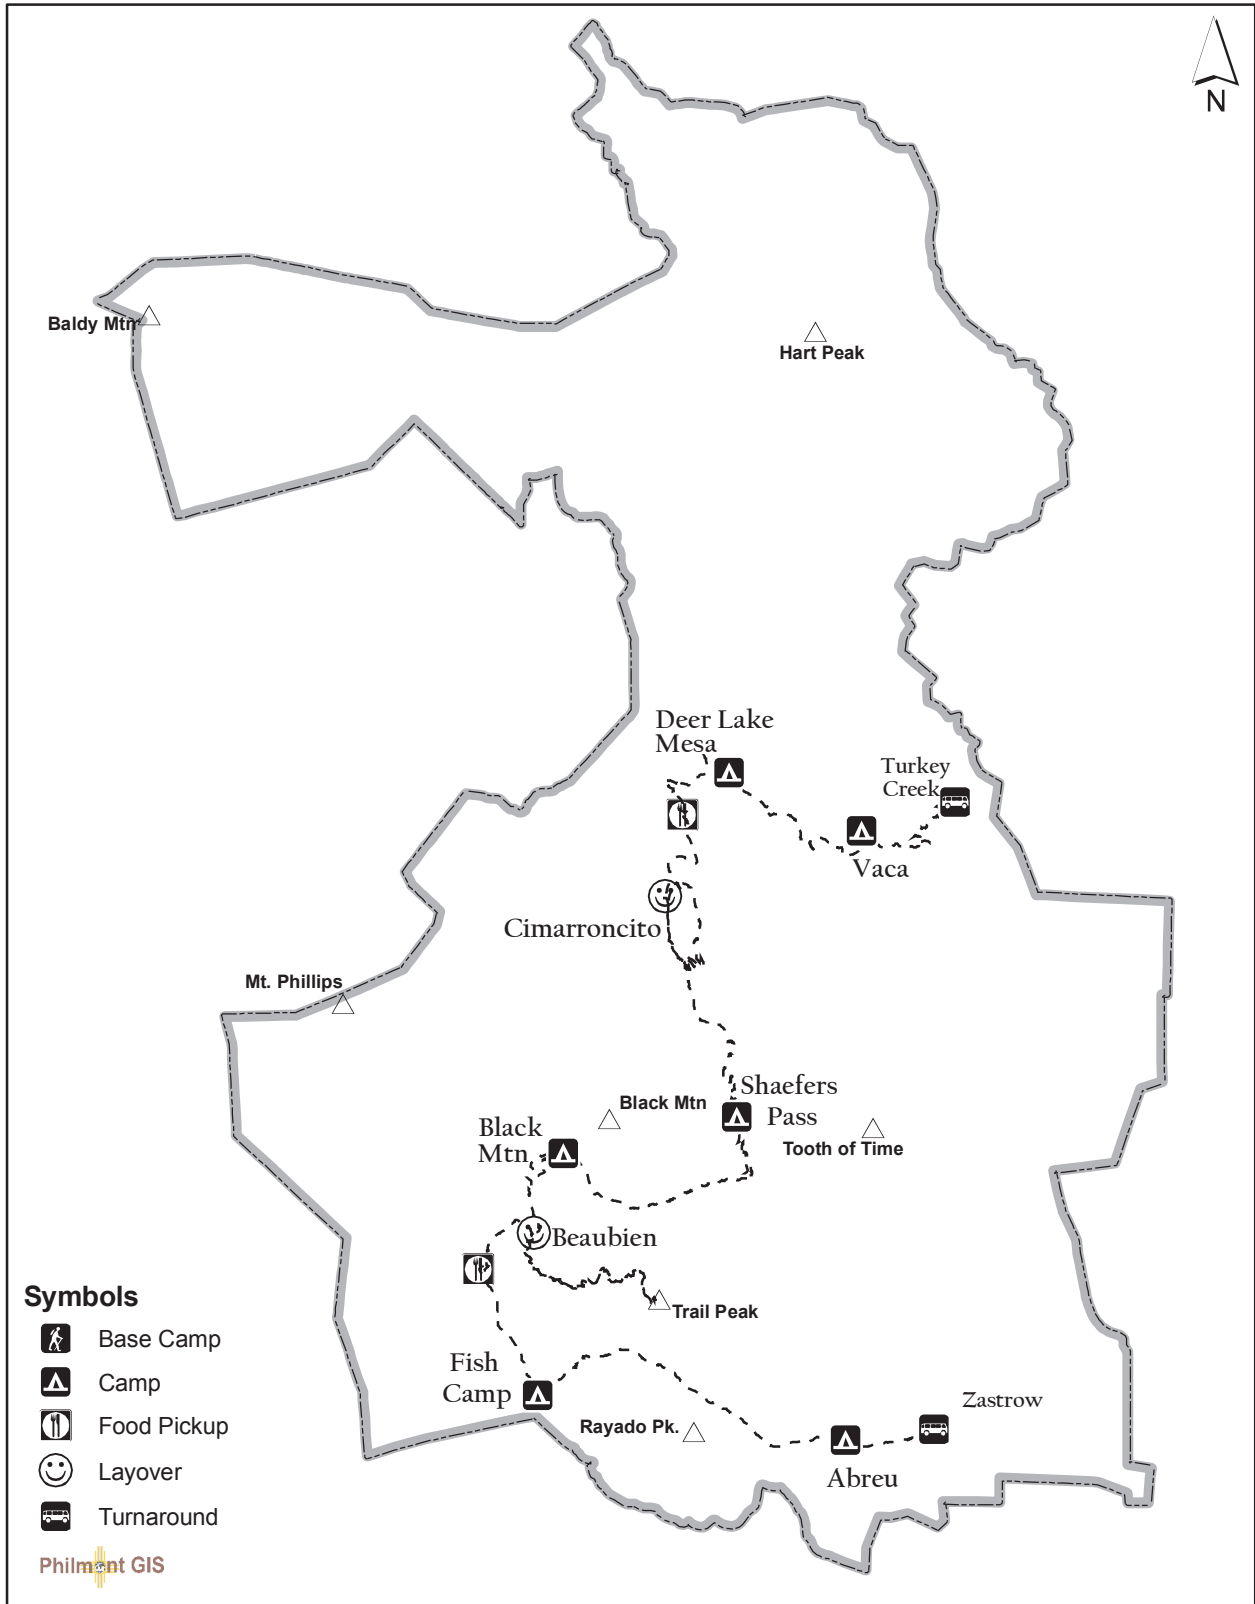 N
Baldy Mtn
Hart Peak
Deer Lake
Mesa
Turkey
Creek
Vaca
Cimarroncito
Mt. Phillips
Shaefers
Pass
Black Mtn
Black
Mtn
Tooth of Time
Beaubien
Trail Peak
Fish
Camp
Rayado Pk.
Zastrow
Abreu
Symbols
Base Camp
Camp
Food Pickup
Layover
Turnaround
Philmont GIS